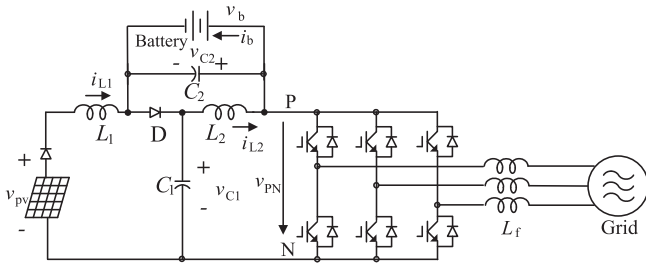 v_b
Battery
i_b
v_C2
- +
C_2
i_L1
L_1
D
L_2
i_L2
P
+
v_pv
-
C_1
+
v_C1
-
v_PN
N
L_f
Grid